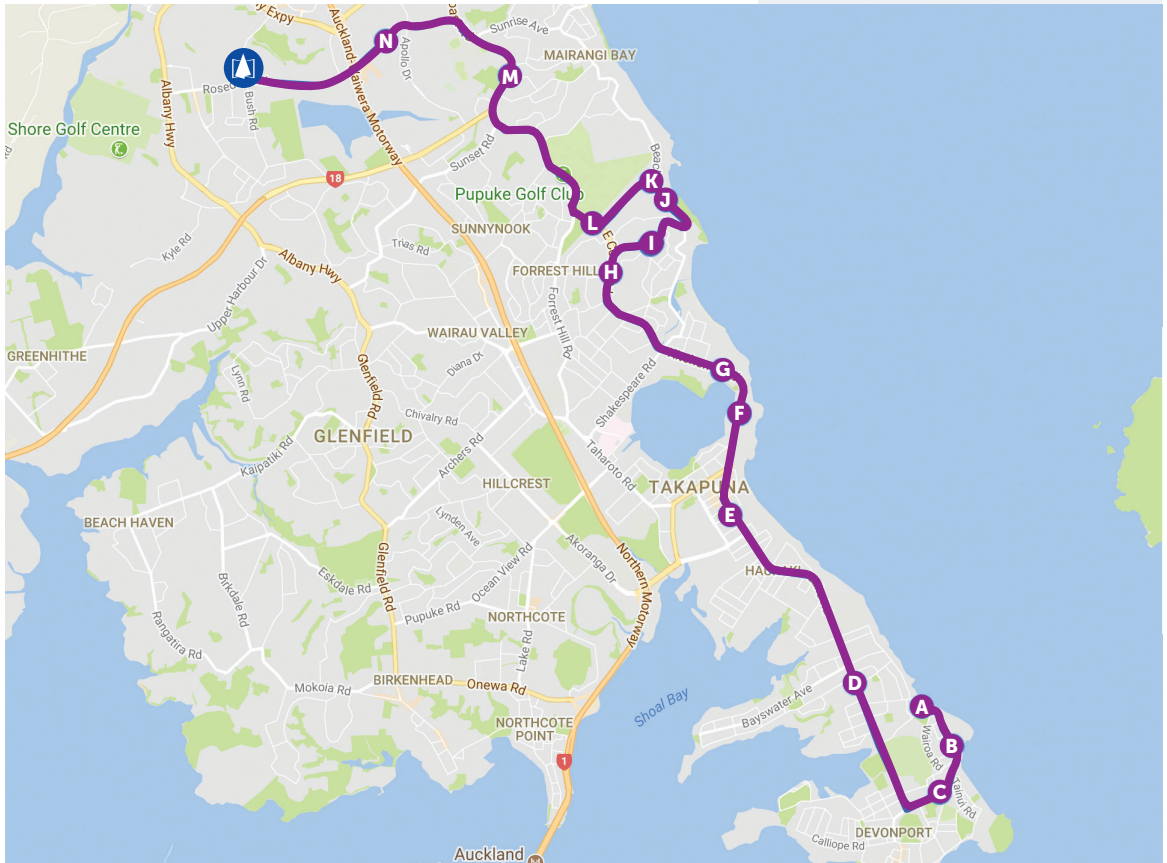 Expy
Sunrise Ave
N
Apollo Dr
MAIRANGI BAY
M
Bush Rd
Albany Hwy
Shore Golf Centre
Sunset Rd
18
Pupuke Golf Club
K
J
L
SUNNYNOOK
I
Kyle Rd
Trias Rd
Albany Hwy
FORREST HILL
H
Upper Harbour Dr
Forrest Hill Rd
WAIRAU VALLEY
GREENHITHE
Diana Dr
Glenfield Rd
Lynn Rd
Shakespeare Rd
G
F
Chivalry Rd
GLENFIELD
Archers Rd
Kaipatiki Rd
Taharoto Rd
HILLCREST
TAKAPUNA
E
BEACH HAVEN
Lynden Ave
Akoranga Dr
Northern Motorway
Glenfield Rd
Ocean View Rd
Eskdale Rd
Birkdale Rd
Pupuke Rd
NORTHCOTE
Rangatira Rd
Lake Rd
Mokoia Rd
BIRKENHEAD
Onewa Rd
D
Shoal Bay
Bayswater Ave
A
NORTHCOTE
POINT
Wairoa Rd
B
1
Tainui Rd
C
DEVONPORT
Calliope Rd
Auckland